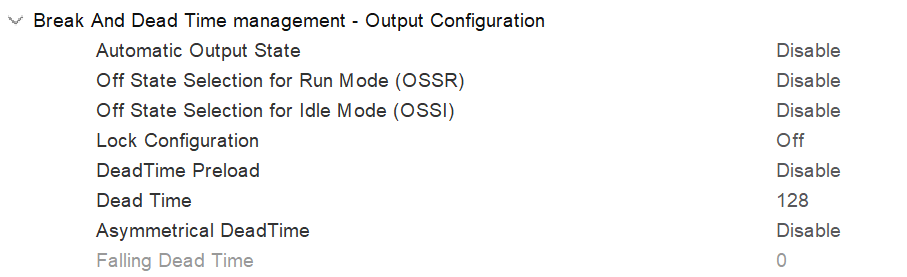 Break And Dead Time management - Output Configuration
Automatic Output State Disable
Off State Selection for Run Mode (OSSR) Disable
Off State Selection for Idle Mode (OSSI) Disable
Lock Configuration Off
DeadTime Preload Disable
Dead Time 128
Asymmetrical DeadTime Disable
Falling Dead Time 0